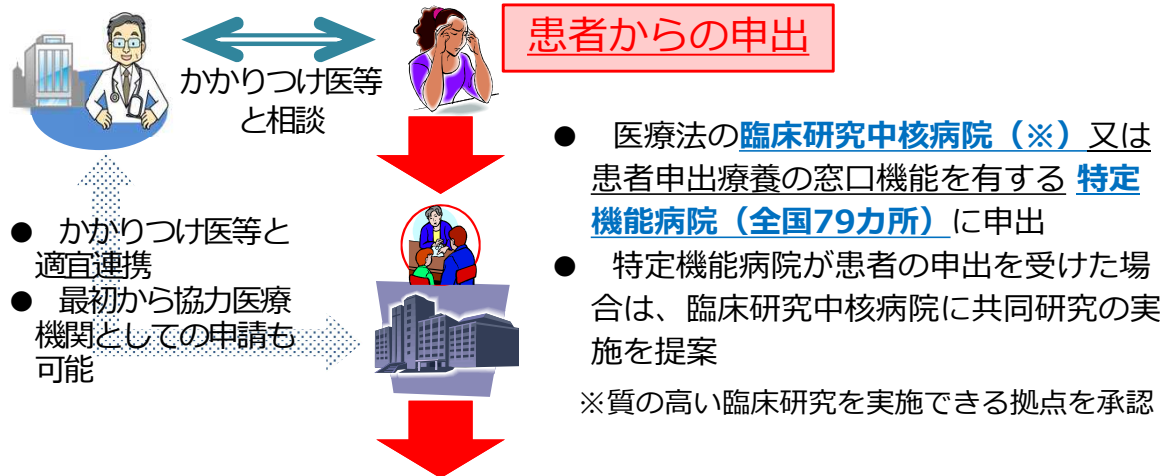 患者からの申出
かかりつけ医等
と相談
● 医療法の臨床研究中核病院（※）又は
患者申出療養の窓口機能を有する 特定
機能病院（全国79カ所）に申出
● 特定機能病院が患者の申出を受けた場
合は、臨床研究中核病院に共同研究の実
施を提案
※質の高い臨床研究を実施できる拠点を承認
● かかりつけ医等と
適宜連携
● 最初から協力医療
機関としての申請も
可能